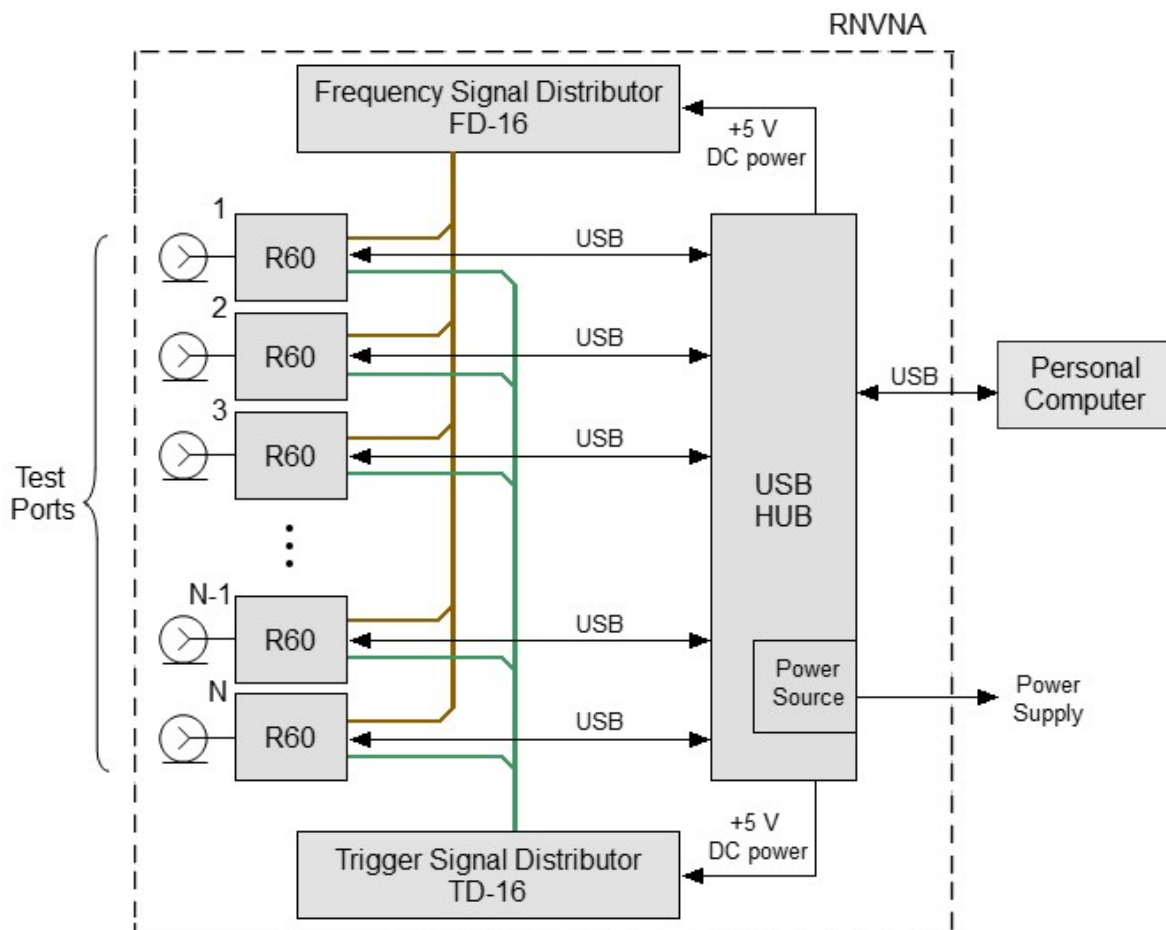 RNVNA
Frequency Signal Distributor
FD-16
+5 V
DC power
1
R60
USB
2
R60
USB
3
R60
USB
Test
Ports
USB
HUB
USB
Personal
Computer
N-1
R60
USB
Power
Source
Power
Supply
N
R60
USB
+5 V
DC power
Trigger Signal Distributor
TD-16